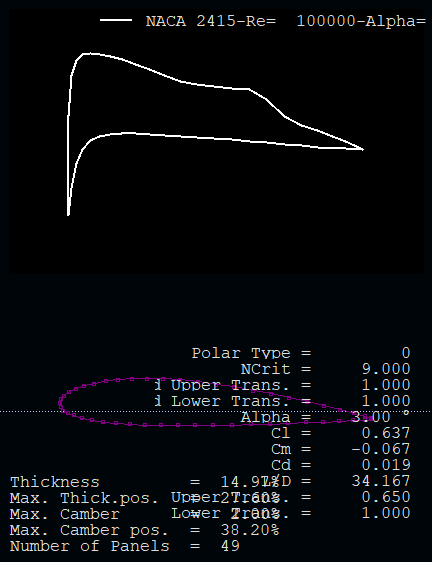 NACA 2415-Re=  100000-Alpha=
Polar Type =  0
NCrit =  9.000
i Upper Trans. =  1.000
i Lower Trans. =  1.000
Alpha =  3.00 °
Cl =  0.637
Cm =  -0.067
Cd =  0.019
Thickness  =  14.97%  L/D =  34.167
Max. Thick.pos.  =  27.60%  Upper Trans. =  0.650
Max. Camber  =  2.00%  Lower Trans. =  1.000
Max. Camber pos.  =  38.20%
Number of Panels  =  49